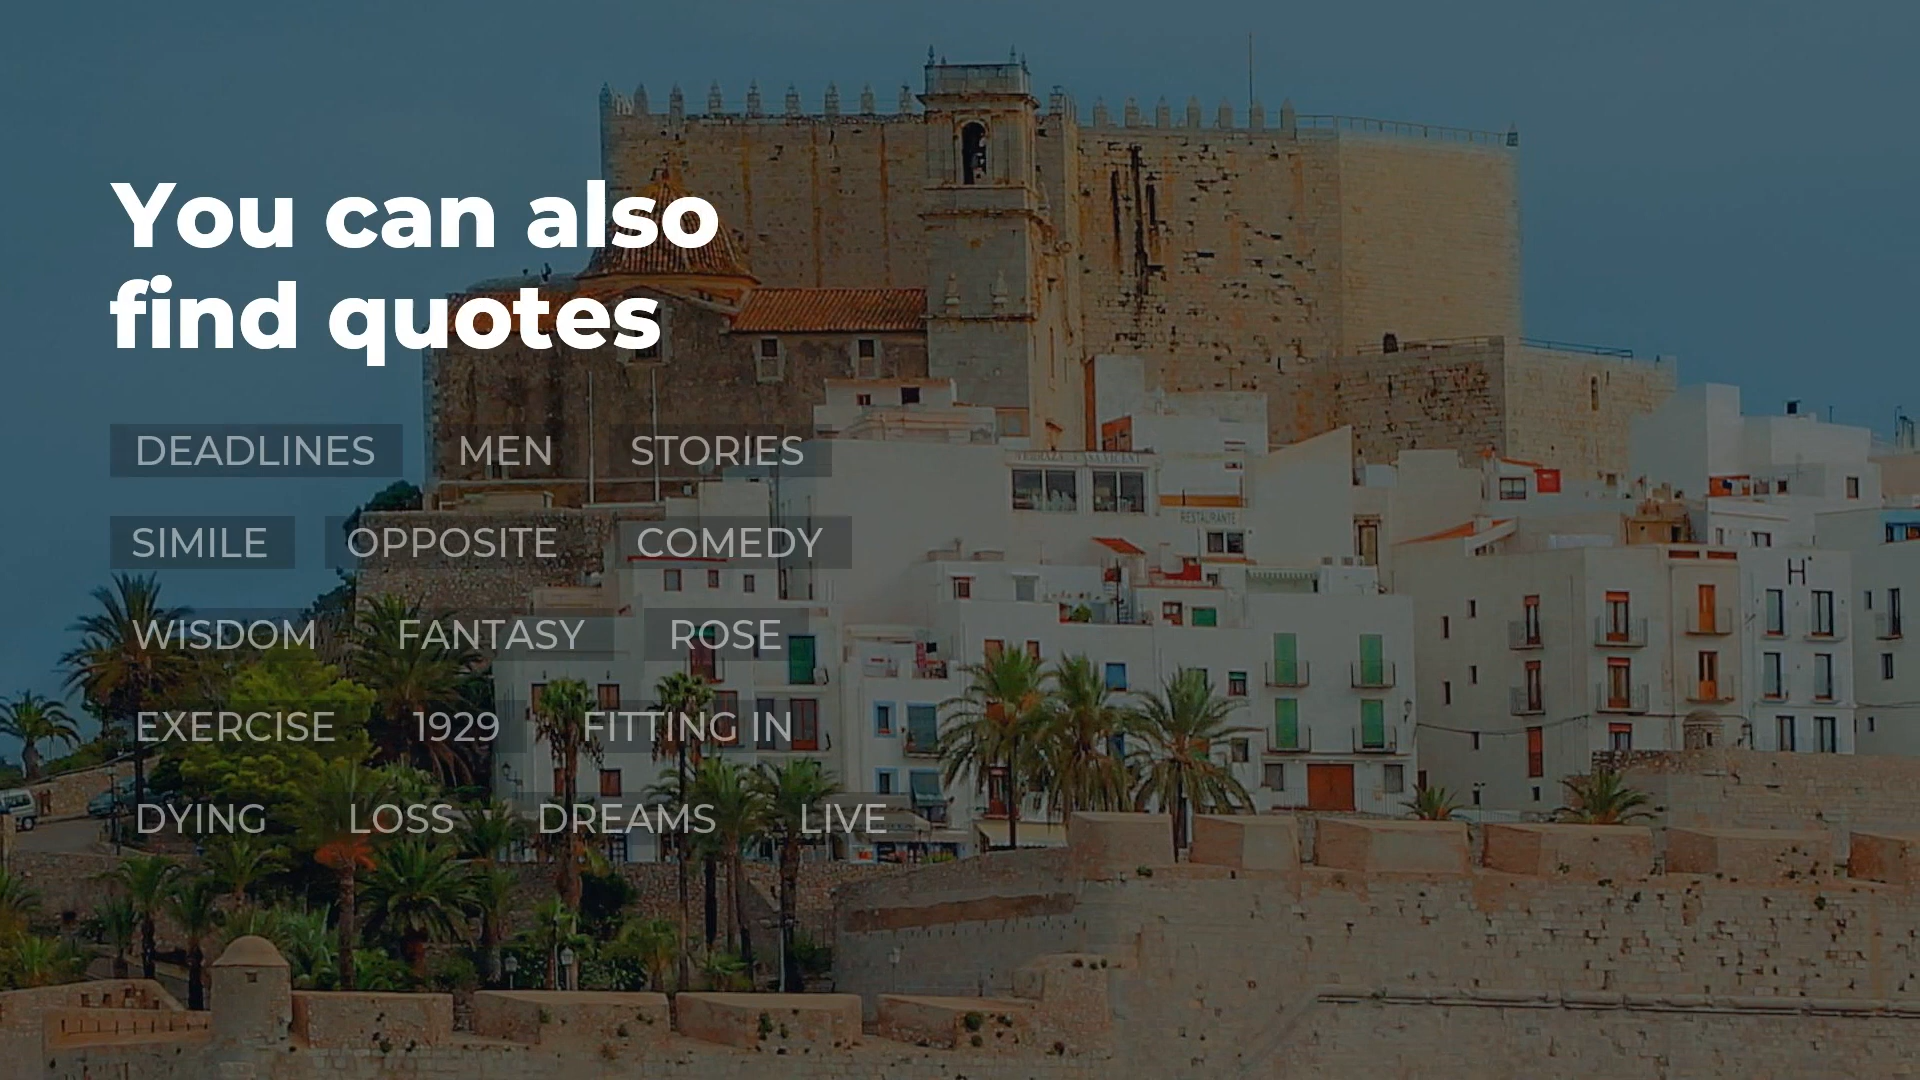 You can also
find quotes
DEADLINES MEN STORIES
SIMILE OPPOSITE COMEDY
RESTAURANTE
H
WISDOM FANTASY ROSE
EXERCISE 1929 FITTING IN
DYING LOSS DREAMS LIVE